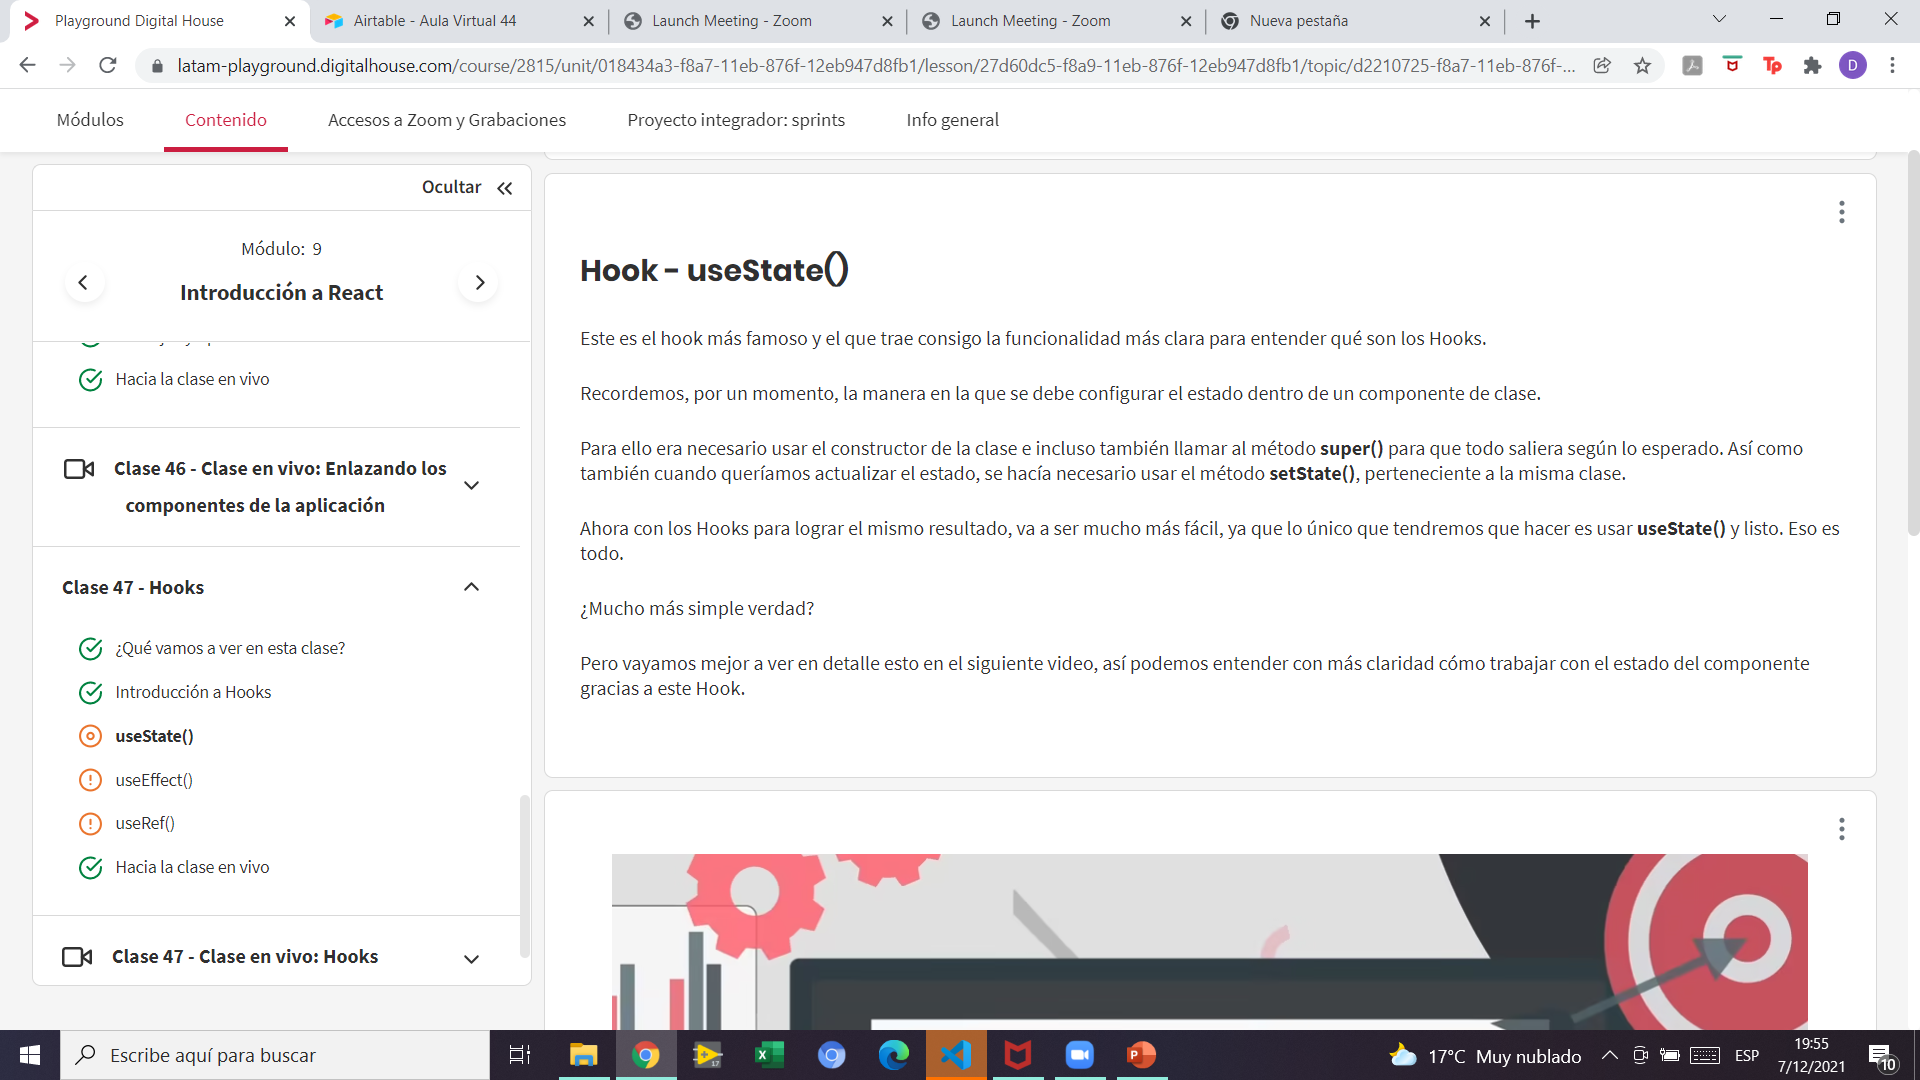 Playground Digital House
Airtable - Aula Virtual 44
Launch Meeting - Zoom
Launch Meeting - Zoom
Nueva pestaña
latam-playground.digitalhouse.com/course/2815/unit/018434a3-f8a7-11eb-876f-12eb947d8fb1/lesson/27d60dc5-f8a9-11eb-876f-12eb947d8fb1/topic/d2210725-f8a7-11eb-876f-...
Tp
D
Módulos
Contenido
Accesos a Zoom y Grabaciones
Proyecto integrador: sprints
Info general
Ocultar
Módulo: 9
Introducción a React
Hacia la clase en vivo
Clase 46 - Clase en vivo: Enlazando los
componentes de la aplicación
Clase 47 - Hooks
¿Qué vamos a ver en esta clase?
Introducción a Hooks
useState()
useEffect()
useRef()
Hacia la clase en vivo
Clase 47 - Clase en vivo: Hooks
Hook - useState()
Este es el hook más famoso y el que trae consigo la funcionalidad más clara para entender qué son los Hooks.
Recordemos, por un momento, la manera en la que se debe configurar el estado dentro de un componente de clase.
Para ello era necesario usar el constructor de la clase e incluso también llamar al método super() para que todo saliera según lo esperado. Así como
también cuando queríamos actualizar el estado, se hacía necesario usar el método setState(), perteneciente a la misma clase.
Ahora con los Hooks para lograr el mismo resultado, va a ser mucho más fácil, ya que lo único que tendremos que hacer es usar useState() y listo. Eso es
todo.
¿Mucho más simple verdad?
Pero vayamos mejor a ver en detalle esto en el siguiente video, así podemos entender con más claridad cómo trabajar con el estado del componente
gracias a este Hook.
Escribe aquí para buscar
17°C Muy nublado
ESP
19:55
7/12/2021
10